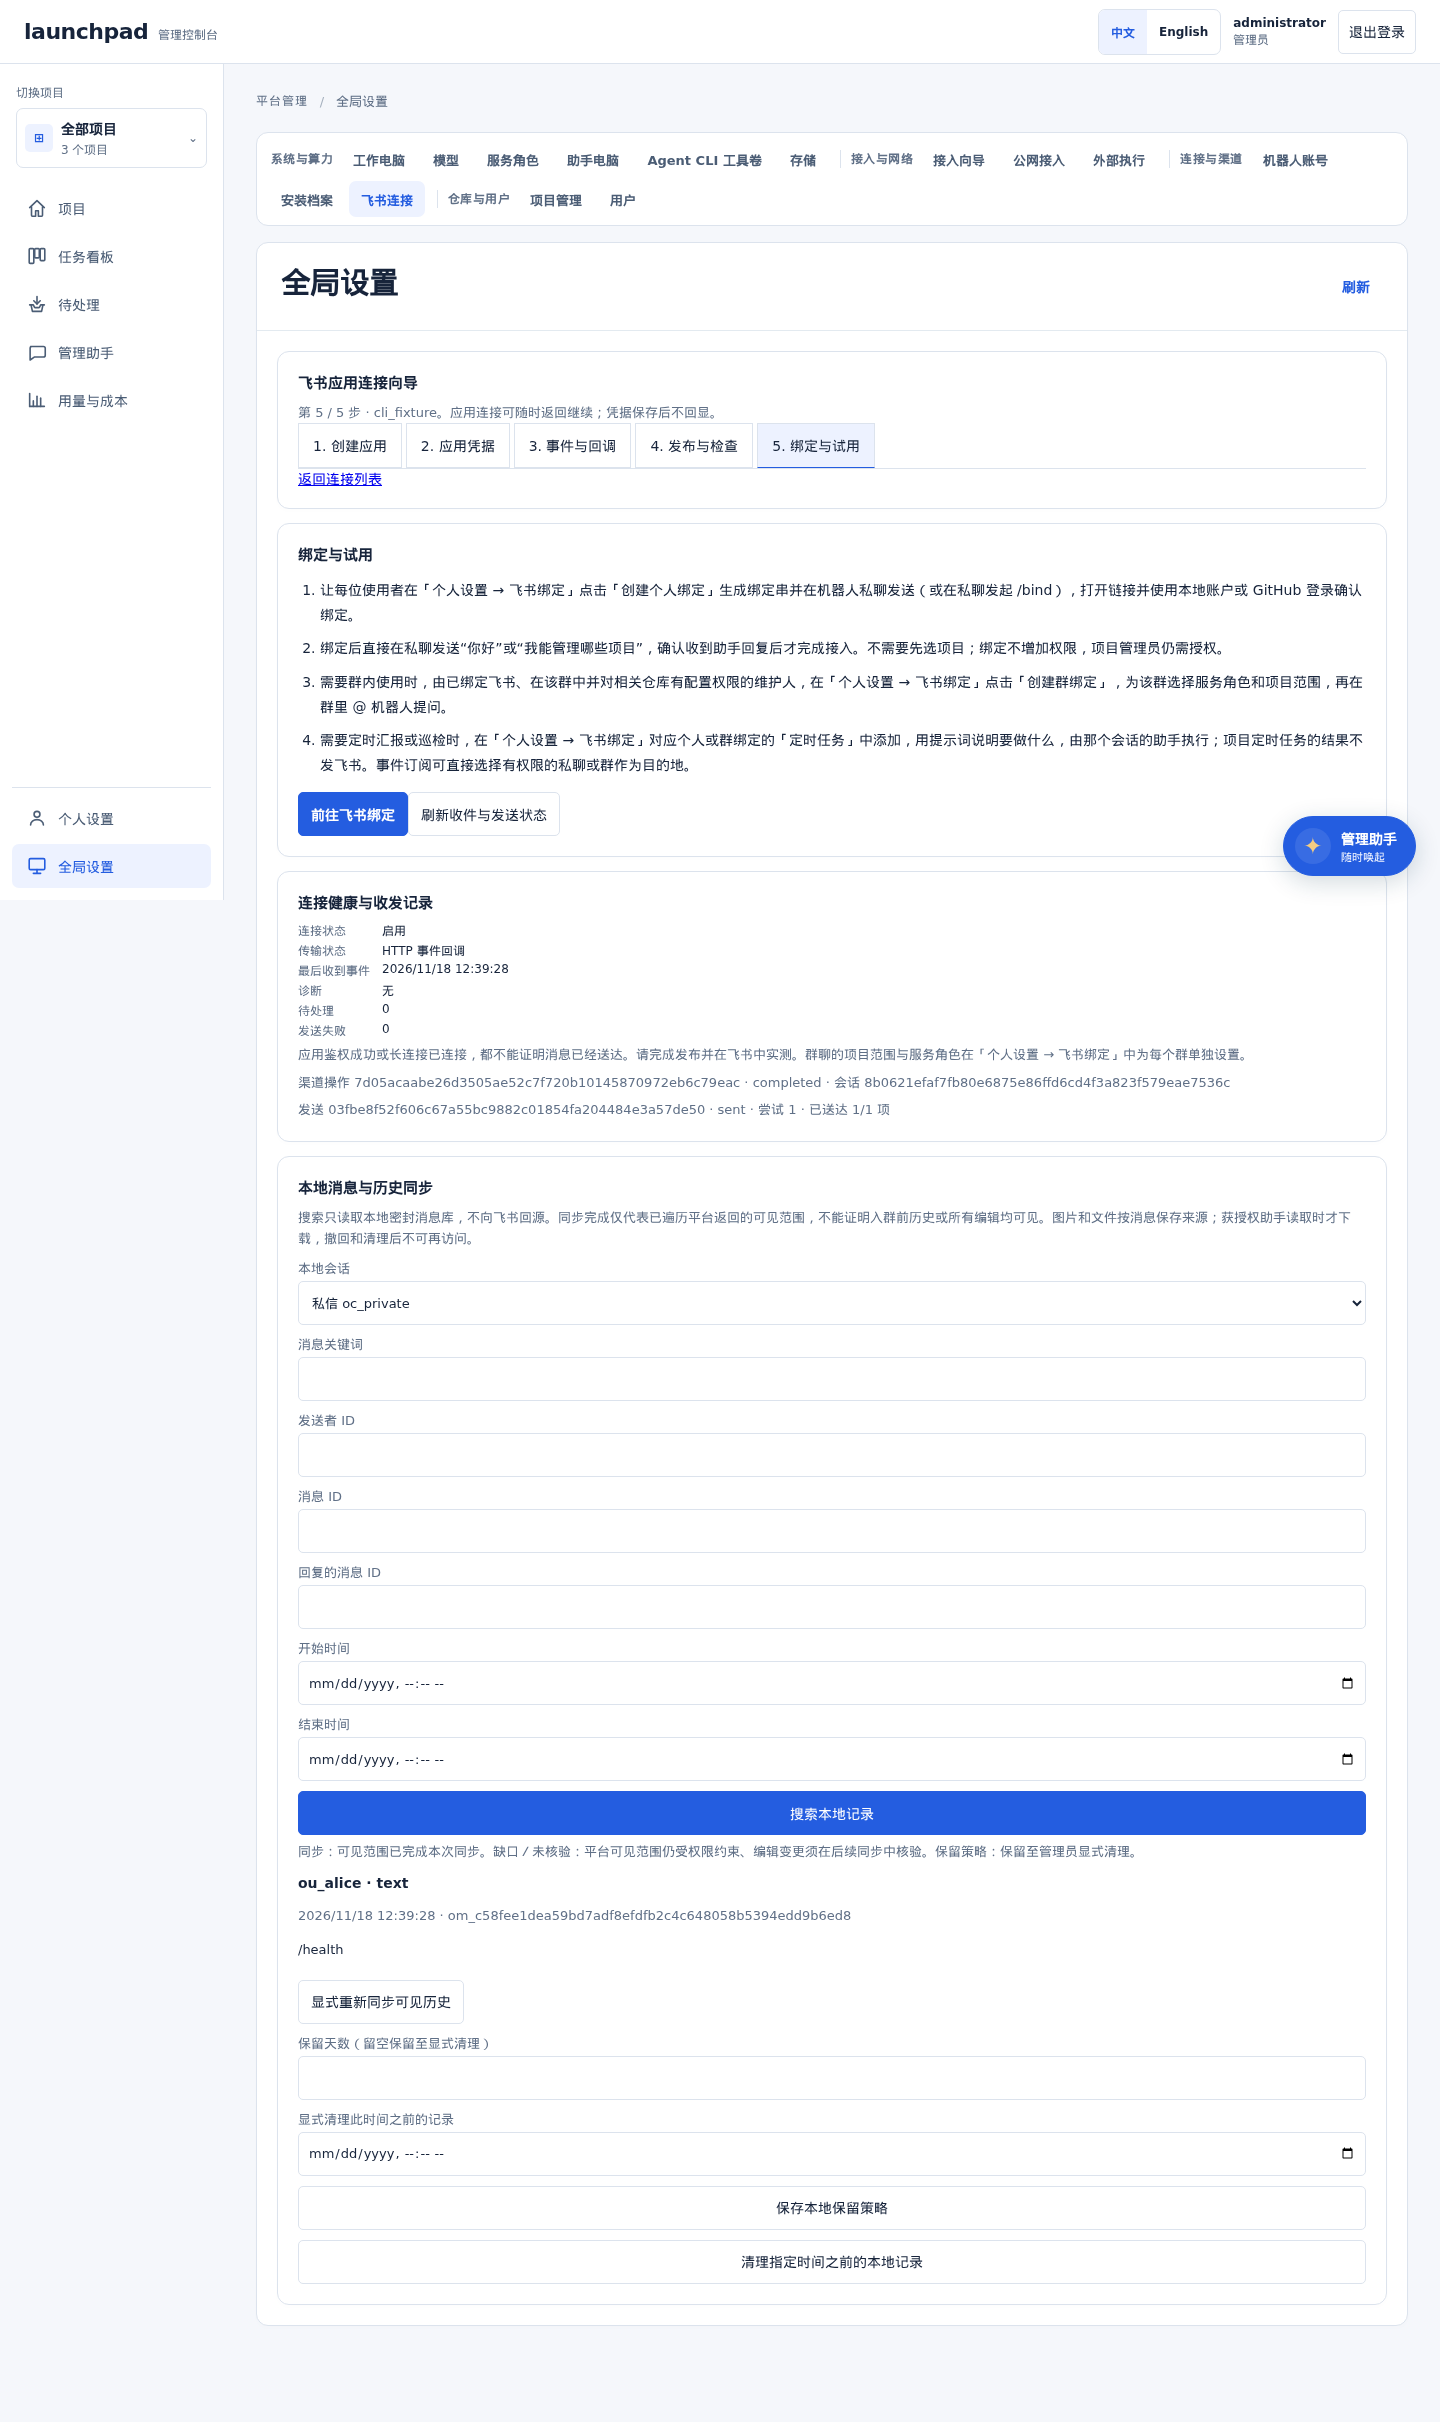 launchpad 管理控制台
中文 English
administrator
管理员
退出登录
切换项目
全部项目
3 个项目
项目
任务看板
待处理
管理助手
用量与成本
个人设置
全局设置
平台管理 / 全局设置
系统与算力 工作电脑 模型 服务角色 助手电脑 Agent CLI 工具卷 存储 接入与网络 接入向导 公网接入 外部执行 连接与渠道 机器人账号
安装档案 飞书连接 仓库与用户 项目管理 用户
全局设置
刷新
飞书应用连接向导
第 5 / 5 步 · cli_fixture。应用连接可随时返回继续；凭据保存后不回显。
1. 创建应用 2. 应用凭据 3. 事件与回调 4. 发布与检查 5. 绑定与试用
返回连接列表
绑定与试用
1. 让每位使用者在「个人设置 → 飞书绑定」点击「创建个人绑定」生成绑定串并在机器人私聊发送（或在私聊发起 /bind），打开链接并使用本地账户或 GitHub 登录确认
绑定。
2. 绑定后直接在私聊发送“你好”或“我能管理哪些项目”，确认收到助手回复后才完成接入。不需要先选项目；绑定不增加权限，项目管理员仍需授权。
3. 需要群内使用时，由已绑定飞书、在该群中并对相关仓库有配置权限的维护人，在「个人设置 → 飞书绑定」点击「创建群绑定」，为该群选择服务角色和项目范围，再在
群里 @ 机器人提问。
4. 需要定时汇报或巡检时，在「个人设置 → 飞书绑定」对应个人或群绑定的「定时任务」中添加，用提示词说明要做什么，由那个会话的助手执行；项目定时任务的结果不
发飞书。事件订阅可直接选择有权限的私聊或群作为目的地。
前往飞书绑定 刷新收件与发送状态
管理助手
随时唤起
连接健康与收发记录
连接状态 启用
传输状态 HTTP 事件回调
最后收到事件 2026/11/18 12:39:28
诊断 无
待处理 0
发送失败 0
应用鉴权成功或长连接已连接，都不能证明消息已经送达。请完成发布并在飞书中实测。群聊的项目范围与服务角色在「个人设置 → 飞书绑定」中为每个群单独设置。
渠道操作 7d05acaabe26d3505ae52c7f720b10145870972eb6c79eac · completed · 会话 8b0621efaf7fb80e6875e86ffd6cd4f3a823f579eae7536c
发送 03fbe8f52f606c67a55bc9882c01854fa204484e3a57de50 · sent · 尝试 1 · 已送达 1/1 项
本地消息与历史同步
搜索只读取本地密封消息库，不向飞书回源。同步完成仅代表已遍历平台返回的可见范围，不能证明入群前历史或所有编辑均可见。图片和文件按消息保存来源；获授权助手读取时才下
载，撤回和清理后不可再访问。
本地会话
私信 oc_private
消息关键词
发送者 ID
消息 ID
回复的消息 ID
开始时间
mm/dd/yyyy, --:-- --
结束时间
mm/dd/yyyy, --:-- --
搜索本地记录
同步：可见范围已完成本次同步。缺口 / 未核验：平台可见范围仍受权限约束、编辑变更须在后续同步中核验。保留策略：保留至管理员显式清理。
ou_alice · text
2026/11/18 12:39:28 · om_c58fee1dea59bd7adf8efdfb2c4c648058b5394edd9b6ed8
/health
显式重新同步可见历史
保留天数（留空保留至显式清理）
显式清理此时间之前的记录
mm/dd/yyyy, --:-- --
保存本地保留策略
清理指定时间之前的本地记录